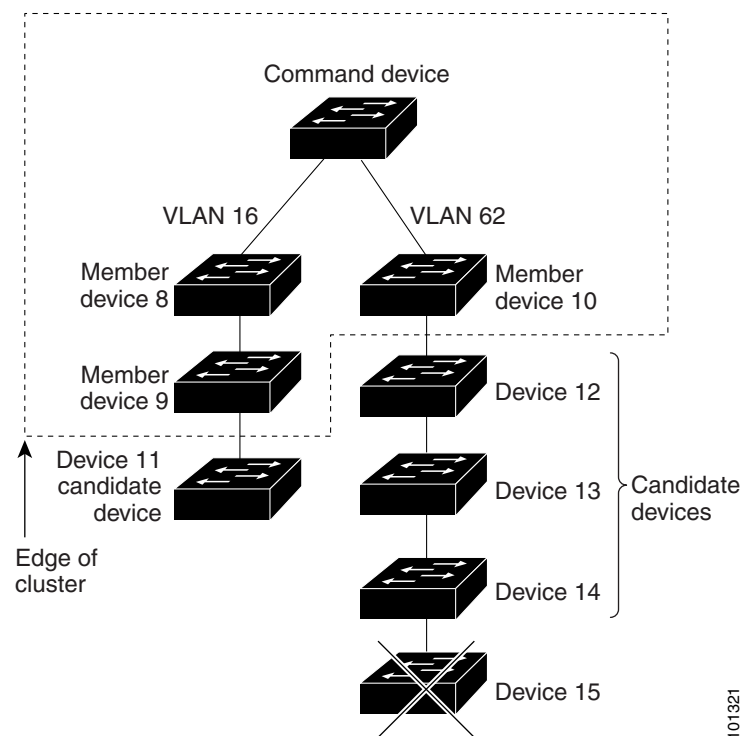 Command device
VLAN 16
VLAN 62
Member
device 8
Member
device 10
Member
device 9
Device 12
Device 11
candidate
device
Device 13
Candidate
devices
Edge of
cluster
Device 14
Device 15
101321